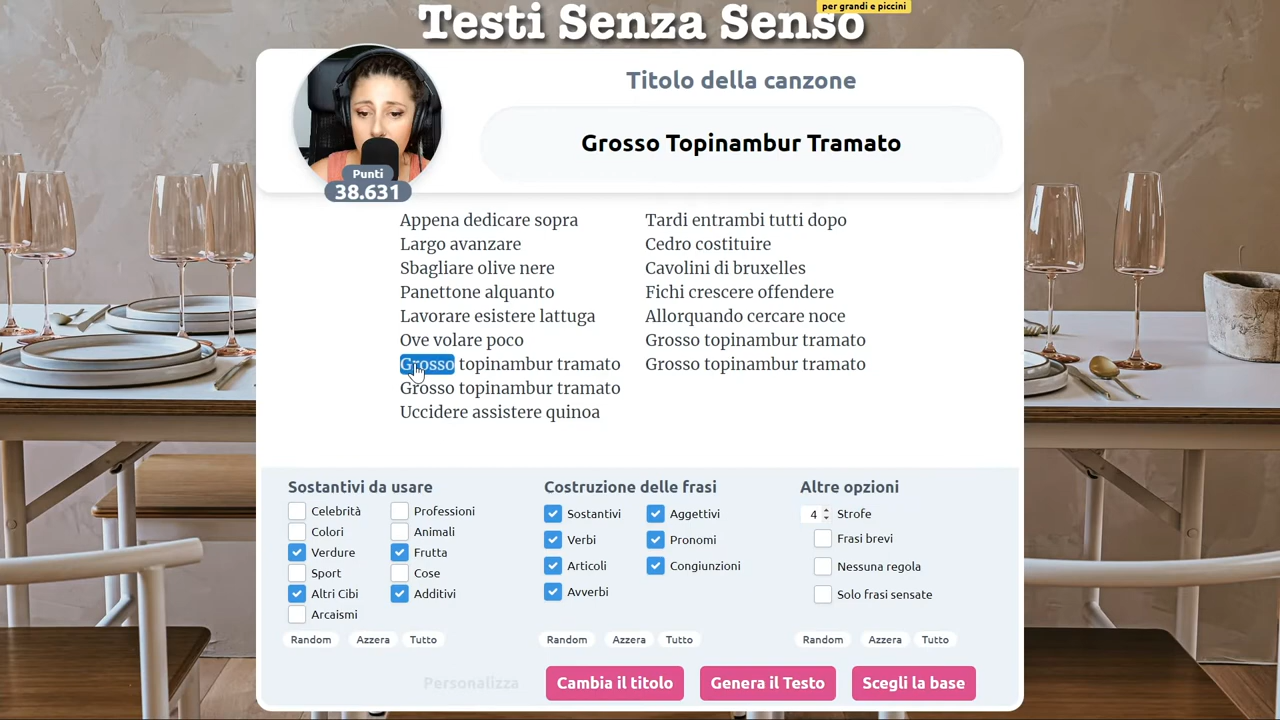 per grandi e piccini
Testi Senza Senso
Titolo della canzone
Grosso Topinambur Tramato
Punti
38.631
Appena dedicare sopra
Largo avanzare
Sbagliare olive nere
Panettone alquanto
Lavorare esistere lattuga
Ove volare poco
Grosso topinambur tramato
Grosso topinambur tramato
Uccidere assistere quinoa
Tardi entrambi tutti dopo
Cedro costituire
Cavolini di bruxelles
Fichi crescere offendere
Allorquando cercare noce
Grosso topinambur tramato
Grosso topinambur tramato
Sostantivi da usare
Celebrità
Professioni
Colori
Animali
Verdure
Frutta
Sport
Cose
Altri Cibi
Additivi
Arcaismi
Random
Azzera
Tutto
Costruzione delle frasi
Sostantivi
Aggettivi
Verbi
Pronomi
Articoli
Congiunzioni
Avverbi
Random
Azzera
Tutto
Altre opzioni
4
Strofe
Frasi brevi
Nessuna regola
Solo frasi sensate
Random
Azzera
Tutto
Personalizza
Cambia il titolo
Genera il Testo
Scegli la base